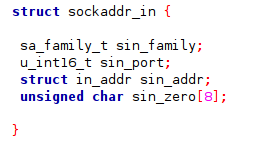 struct sockaddr_in {
sa_family_t sin_family;
u_int16_t sin_port;
struct in_addr sin_addr;
unsigned char sin_zero[8];
}